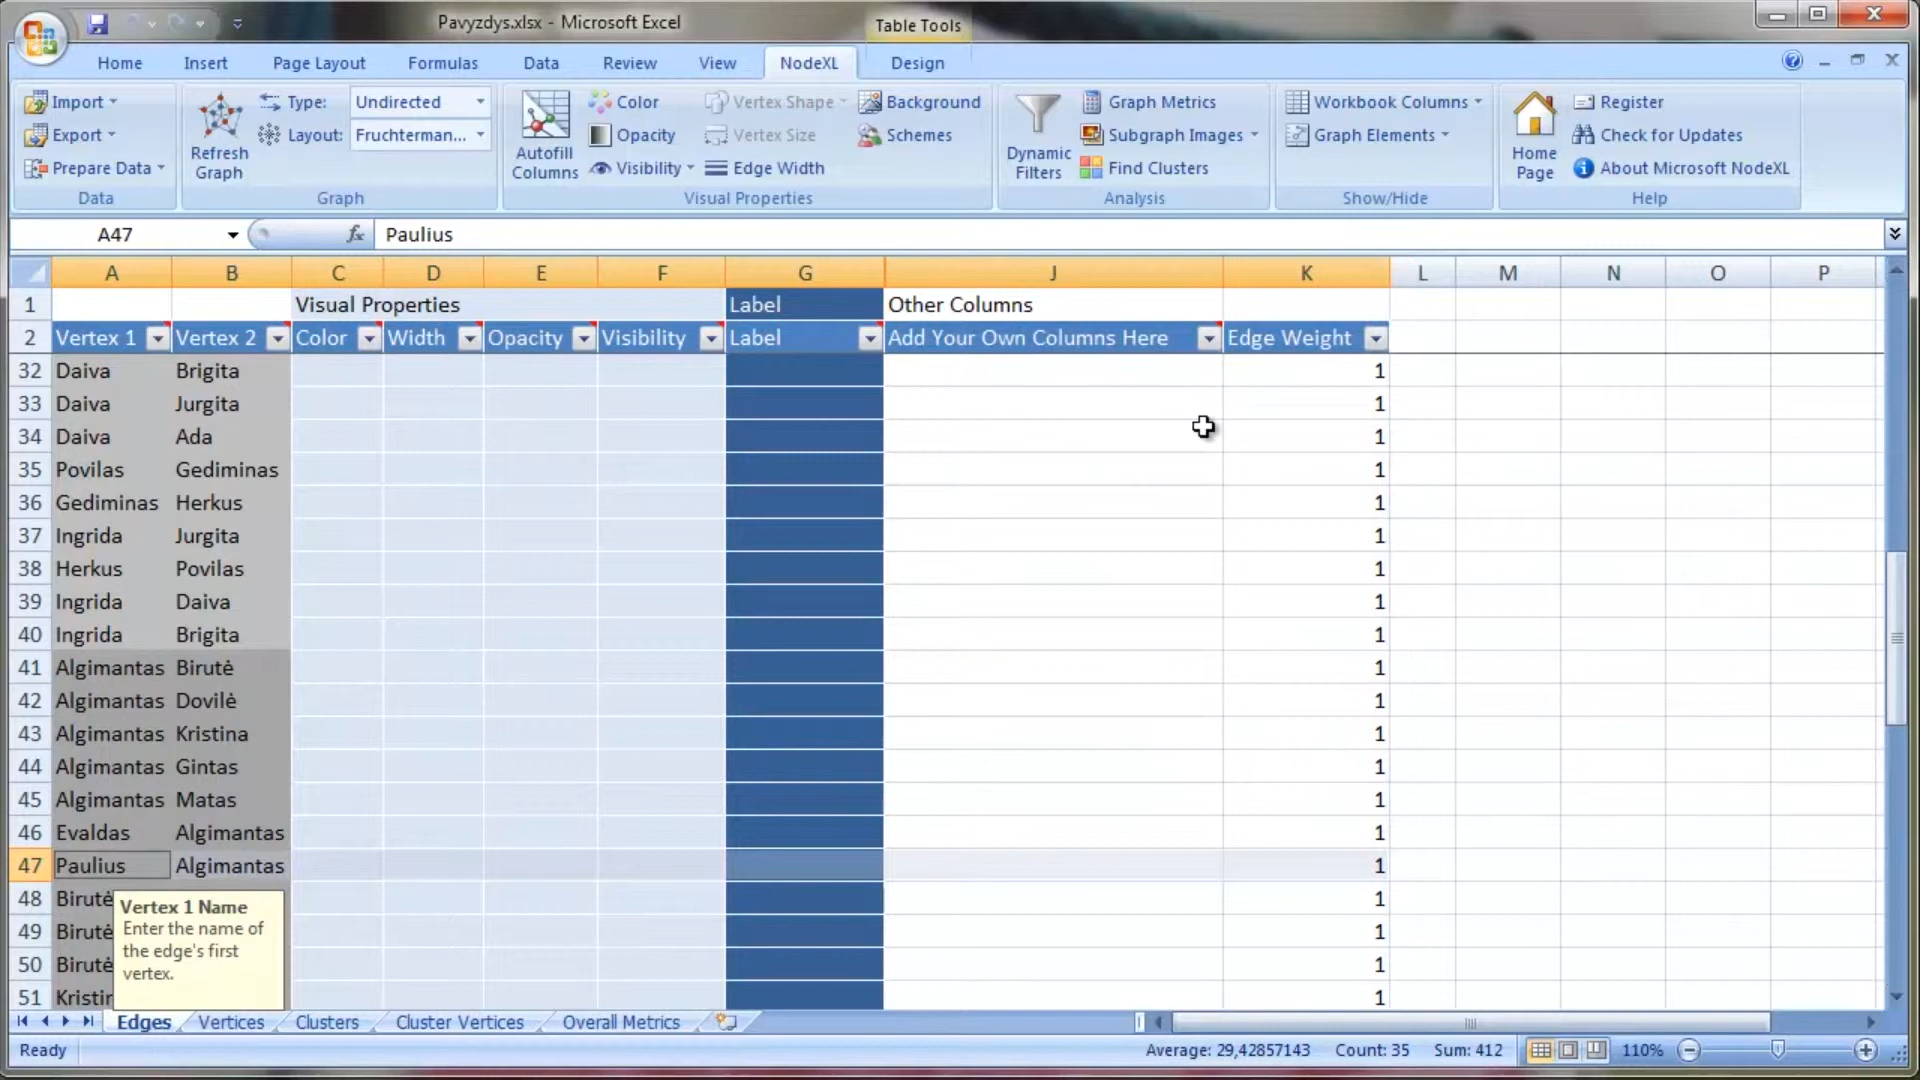 Pavyzdys.xlsx - Microsoft Excel
Table Tools
Home Insert Page Layout Formulas Data Review View NodeXL Design
Import
Export
Prepare Data
Data
Refresh Graph
Type: Undirected
Layout: Fruchterman...
Graph
Autofill Columns
Color
Opacity
Visibility
Vertex Shape
Vertex Size
Edge Width
Background
Schemes
Visual Properties
Dynamic Filters
Graph Metrics
Subgraph Images
Find Clusters
Analysis
Workbook Columns
Graph Elements
Show/Hide
Home Page
Register
Check for Updates
About Microsoft NodeXL
Help
A47 fx Paulius
A B C D E F G J K L M N O P
1 Visual Properties Label Other Columns
2 Vertex 1 Vertex 2 Color Width Opacity Visibility Label Add Your Own Columns Here Edge Weight
32 Daiva Brigita 1
33 Daiva Jurgita 1
34 Daiva Ada 1
35 Povilas Gediminas 1
36 Gediminas Herkus 1
37 Ingrida Jurgita 1
38 Herkus Povilas 1
39 Ingrida Daiva 1
40 Ingrida Brigita 1
41 Algimantas Birutė 1
42 Algimantas Dovilė 1
43 Algimantas Kristina 1
44 Algimantas Gintas 1
45 Algimantas Matas 1
46 Evaldas Algimantas 1
47 Paulius Algimantas 1
48 Birutė 1
49 Birutė 1
50 Birutė 1
51 1
Vertex 1 Name
Enter the name of
the edge's first
vertex.
Edges Vertices Clusters Cluster Vertices Overall Metrics
Ready Average: 29,42857143 Count: 35 Sum: 412 110%